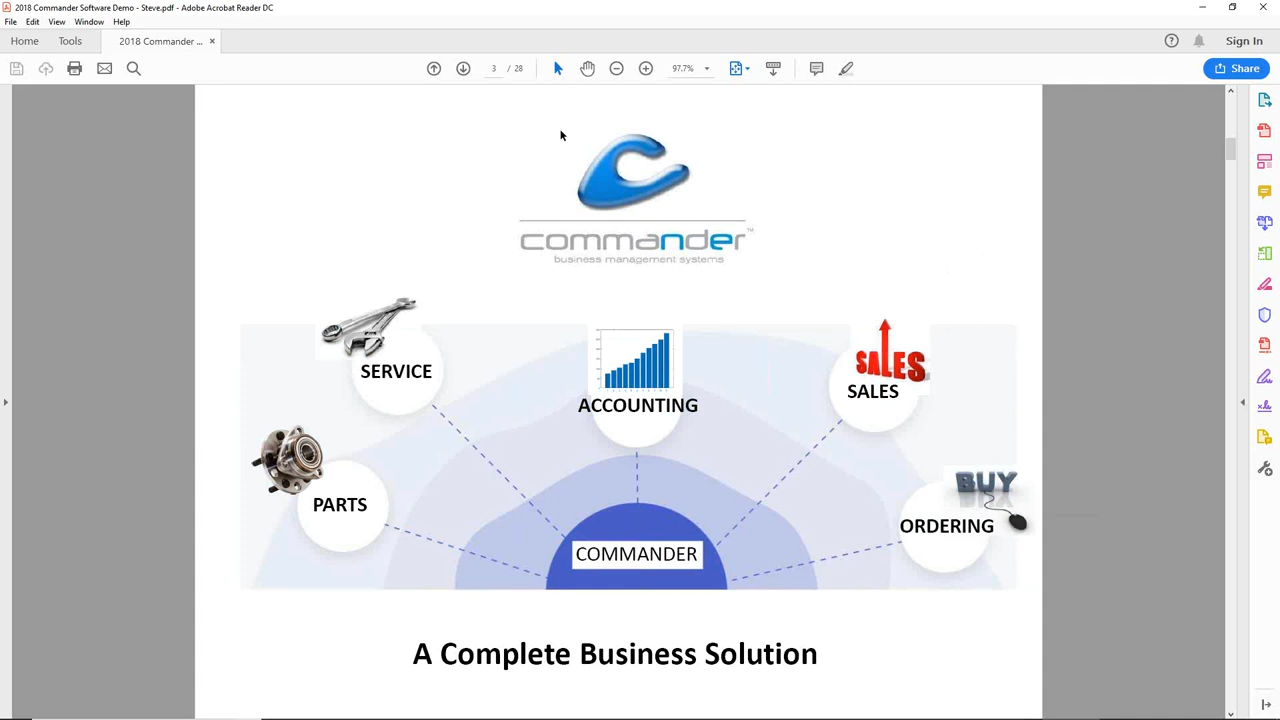 2018 Commander Software Demo - Steve.pdf - Adobe Acrobat Reader DC
File Edit View Window Help
Home Tools 2018 Commander ... ×
Sign In
3 / 28
97.7%
Share
commander™
business management systems
SERVICE
ACCOUNTING
SALES
SALES
PARTS
BUY
ORDERING
COMMANDER
A Complete Business Solution